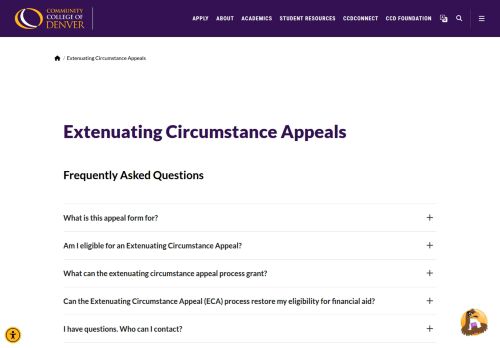 COMMUNITY
COLLEGE OF
DENVER
APPLY ABOUT ACADEMICS STUDENT RESOURCES CCDCONNECT CCD FOUNDATION
/ Extenuating Circumstance Appeals
Extenuating Circumstance Appeals
Frequently Asked Questions
What is this appeal form for?
Am I eligible for an Extenuating Circumstance Appeal?
What can the extenuating circumstance appeal process grant?
Can the Extenuating Circumstance Appeal (ECA) process restore my eligibility for financial aid?
I have questions. Who can I contact?